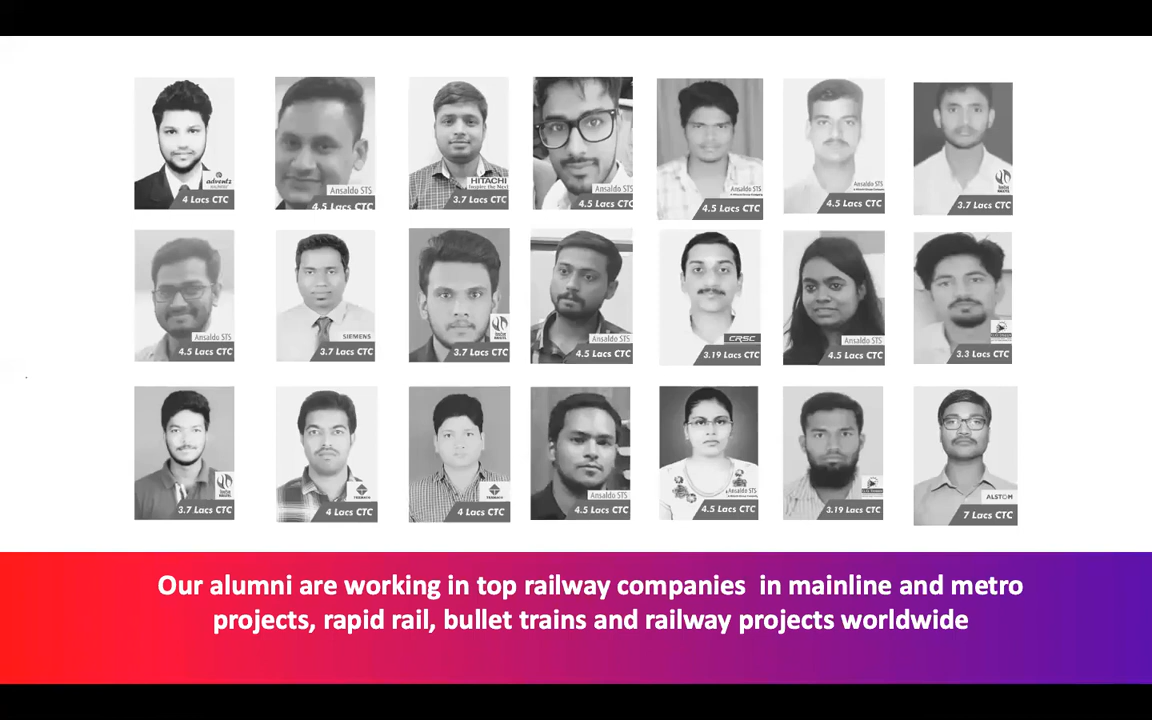 adventz
4 Lacs CTC
Ansaldo STS
4.5 Lacs CTC
HITACHI
Inspire the Next
3.7 Lacs CTC
Ansaldo STS
4.5 Lacs CTC
Ansaldo STS
4.5 Lacs CTC
Ansaldo STS
4.5 Lacs CTC
3.7 Lacs CTC
Ansaldo STS
4.5 Lacs CTC
SIEMENS
3.7 Lacs CTC
3.7 Lacs CTC
Ansaldo STS
4.5 Lacs CTC
CRSC
3.19 Lacs CTC
Ansaldo STS
4.5 Lacs CTC
3.3 Lacs CTC
3.7 Lacs CTC
4 Lacs CTC
4 Lacs CTC
Ansaldo STS
4.5 Lacs CTC
Ansaldo STS
4.5 Lacs CTC
3.19 Lacs CTC
ALSTOM
7 Lacs CTC
Our alumni are working in top railway companies in mainline and metro
projects, rapid rail, bullet trains and railway projects worldwide